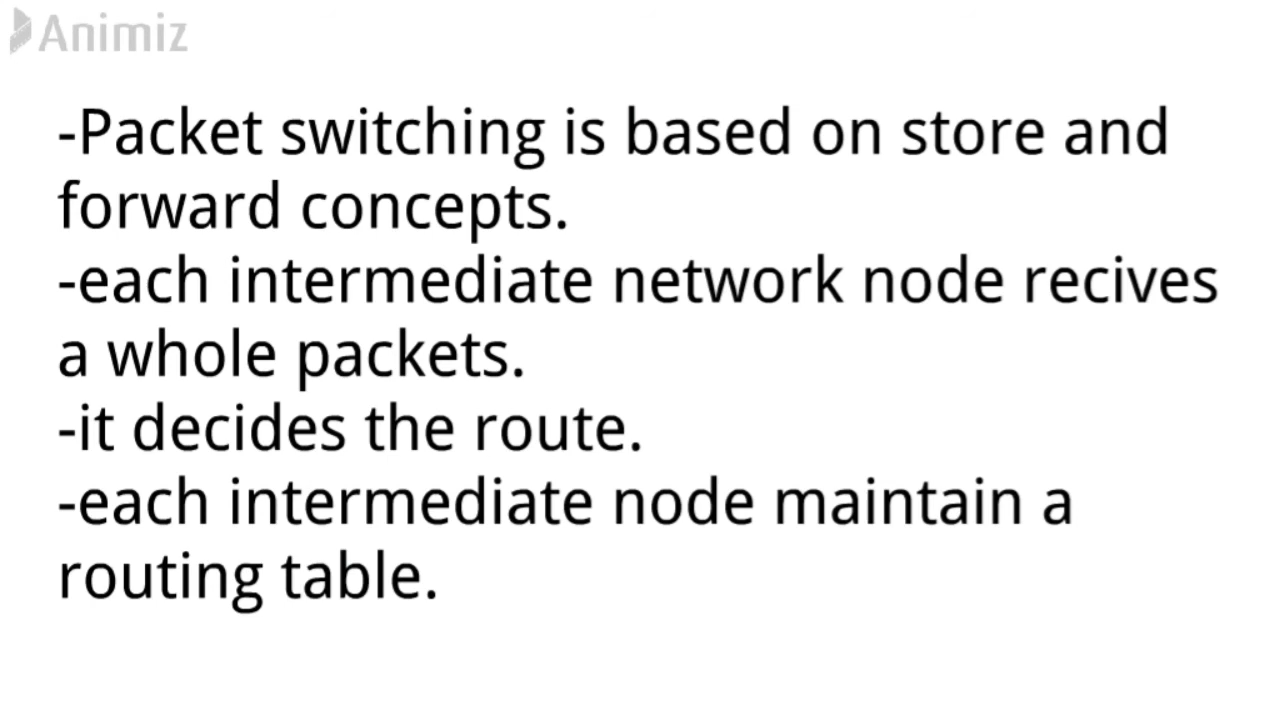 Animiz
-Packet switching is based on store and
forward concepts.
-each intermediate network node recives
a whole packets.
-it decides the route.
-each intermediate node maintain a
routing table.